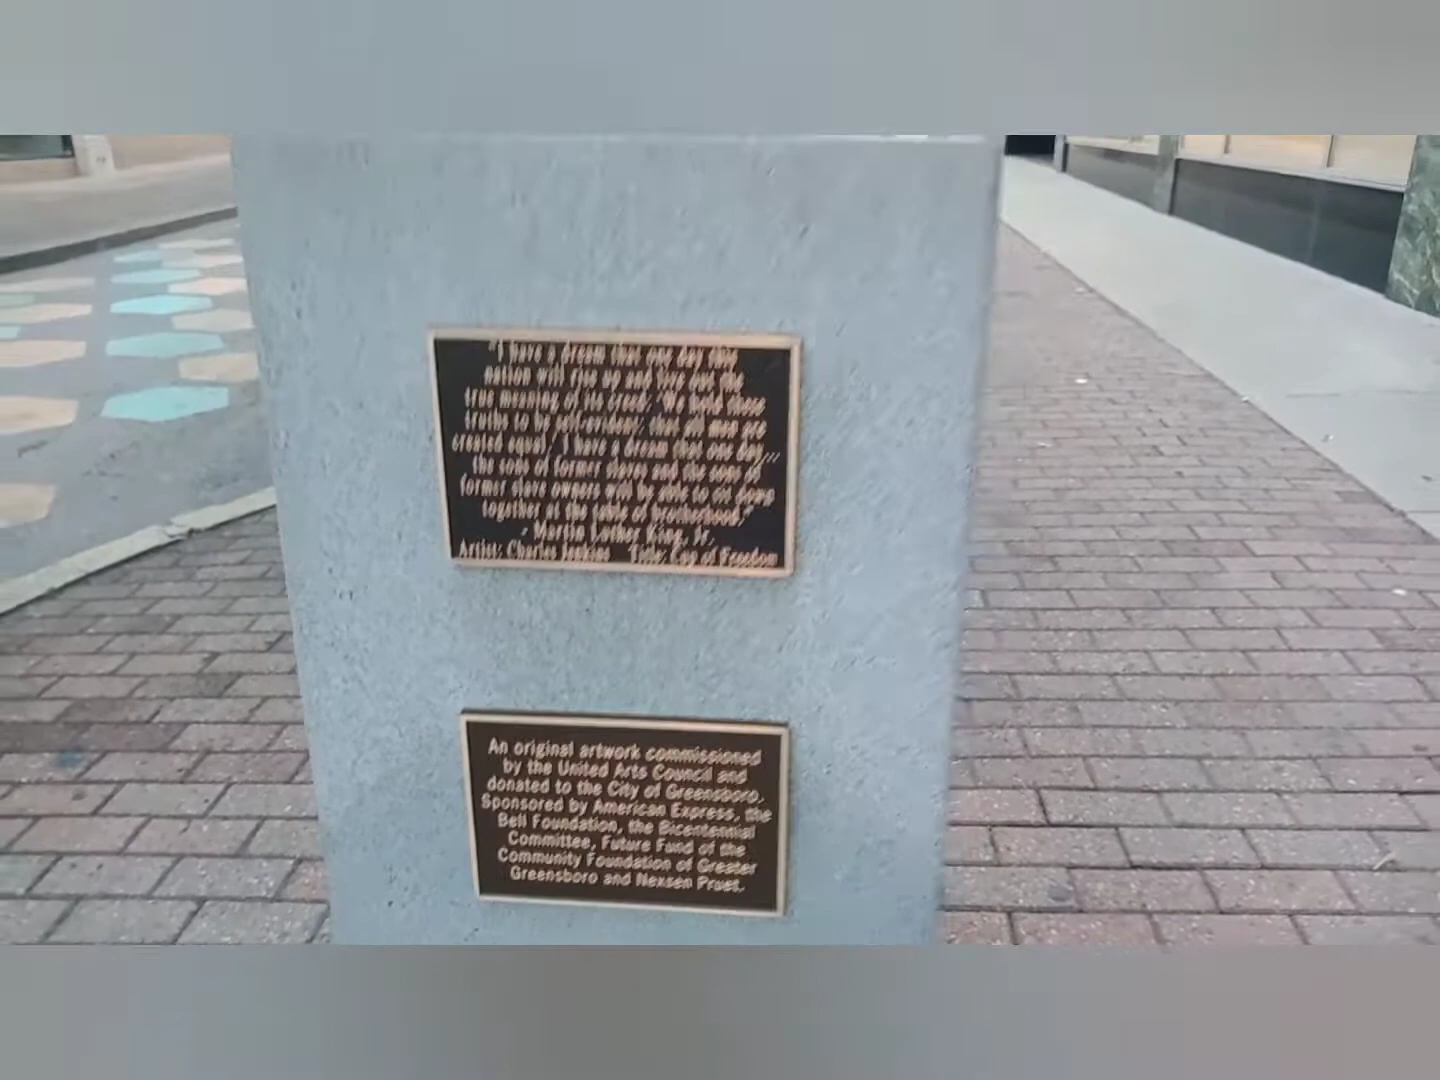 "I have a dream that one day this
nation will rise up and live out the
true meaning of its creed: 'We hold these
truths to be self-evident, that all men are
created equal.' I have a dream that one day...
the sons of former slaves and the sons of
former slave owners will be able to sit down
together at the table of brotherhood."
- Martin Luther King, Jr.
Artist: Charles Jenkins Title: Cup of Freedom
An original artwork commissioned
by the United Arts Council and
donated to the City of Greensboro.
Sponsored by American Express, the
Bell Foundation, the Bicentennial
Committee, Future Fund of the
Community Foundation of Greater
Greensboro and Nexsen Pruet.